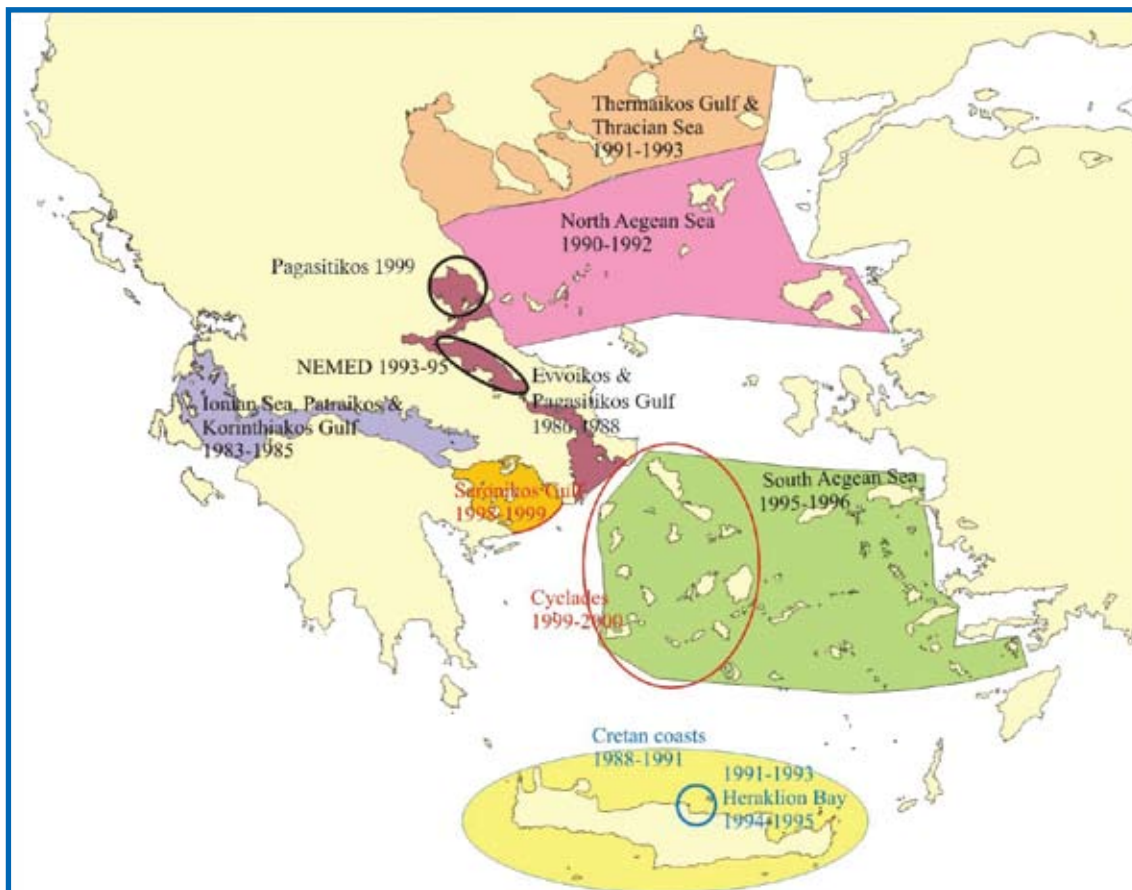 Thermaikos Gulf &
Thracian Sea
1991-1993
North Aegean Sea
1990-1992
Pagasitikos 1999
NEMED 1993-95
Evvoikos &
Pagasitikos Gulf
1986-1988
Ionian Sea, Patraikos &
Korinthiakos Gulf
1983-1985
Saronikos Gulf
1998-1999
South Aegean Sea
1995-1996
Cyclades
1999-2000
Cretan coasts
1988-1991
1991-1993
Heraklion Bay
1994-1995